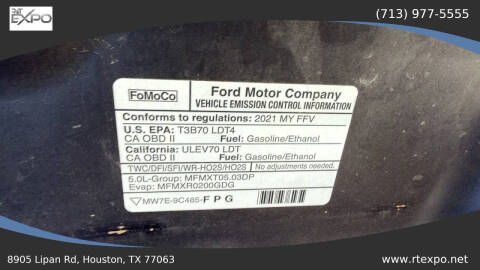 R&T
EXPO
(713) 977-5555
FoMoCo
Ford Motor Company
VEHICLE EMISSION CONTROL INFORMATION
Conforms to regulations: 2021 MY FFV
U.S. EPA: T3B70 LDT4
CA OBD II Fuel: Gasoline/Ethanol
California: ULEV70 LDT
CA OBD II Fuel: Gasoline/Ethanol
TWC/DFI/SFI/WR-HO2S/HO2S No adjustments needed.
5.0L-Group: MFMXT05.03DP
Evap: MFMXR0200GDG
MW7E-9C485-FPG
8905 Lipan Rd, Houston, TX 77063
www.rtexpo.net